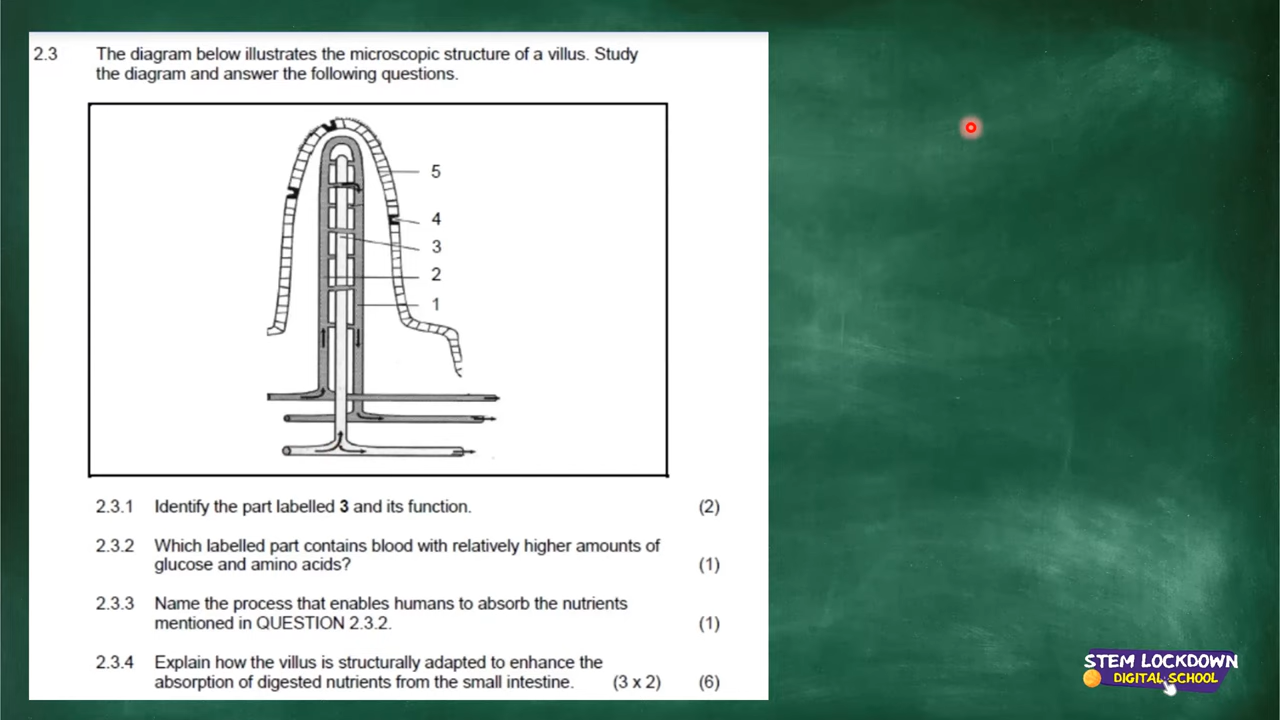 2.3 The diagram below illustrates the microscopic structure of a villus. Study
the diagram and answer the following questions.
5
4
3
2
1
2.3.1 Identify the part labelled 3 and its function. (2)
2.3.2 Which labelled part contains blood with relatively higher amounts of
glucose and amino acids? (1)
2.3.3 Name the process that enables humans to absorb the nutrients
mentioned in QUESTION 2.3.2. (1)
2.3.4 Explain how the villus is structurally adapted to enhance the
absorption of digested nutrients from the small intestine. (3 x 2) (6)
STEM LOCKDOWN
DIGITAL SCHOOL